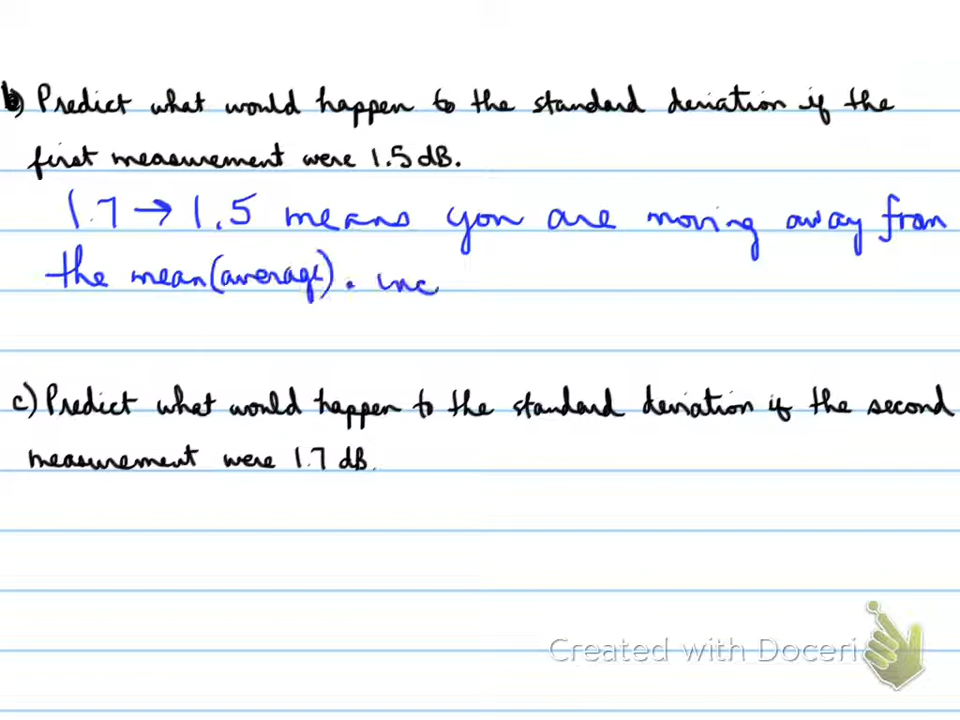 b) Predict what would happen to the standard deviation if the
first measurement were 1.5 dB.
1.7 → 1.5 means you are moving away from
the mean (average). inc
c) Predict what would happen to the standard deviation if the second
measurement were 1.7 dB.
Created with Doceri